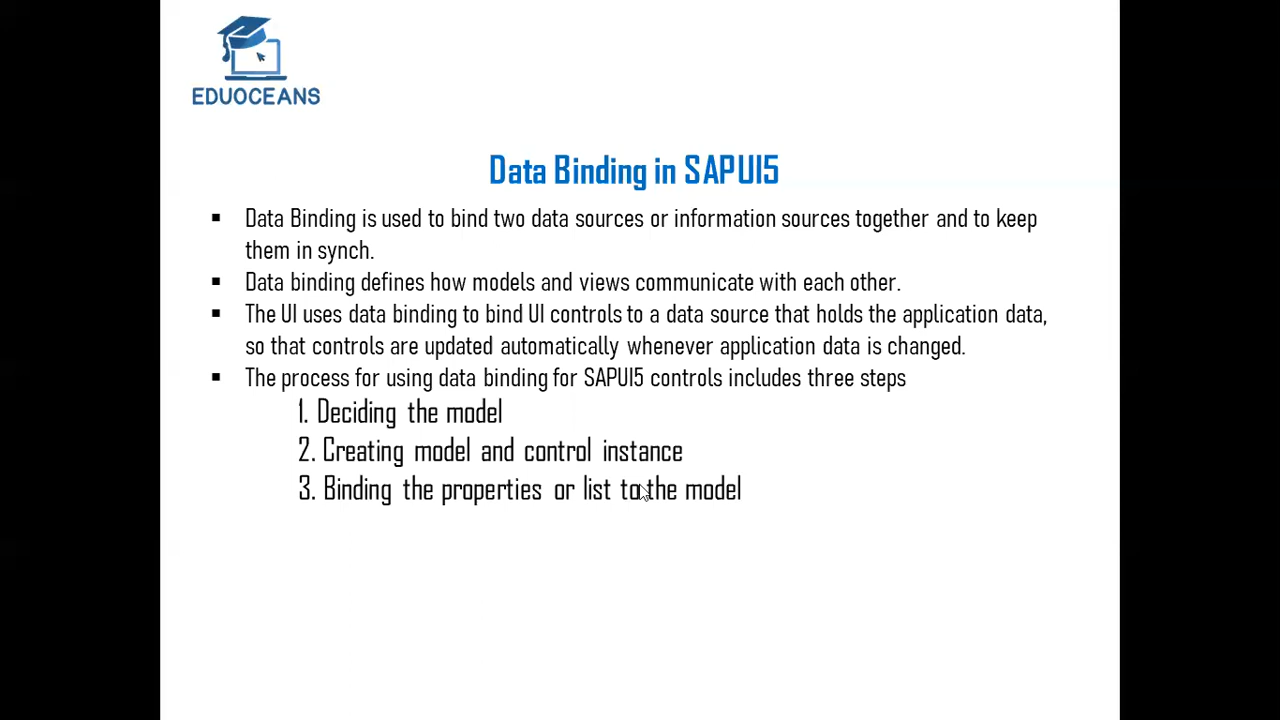 EDUOCEANS
Data Binding in SAPUI5
▪ Data Binding is used to bind two data sources or information sources together and to keep
them in synch.
▪ Data binding defines how models and views communicate with each other.
▪ The UI uses data binding to bind UI controls to a data source that holds the application data,
so that controls are updated automatically whenever application data is changed.
▪ The process for using data binding for SAPUI5 controls includes three steps
1. Deciding the model
2. Creating model and control instance
3. Binding the properties or list to the model